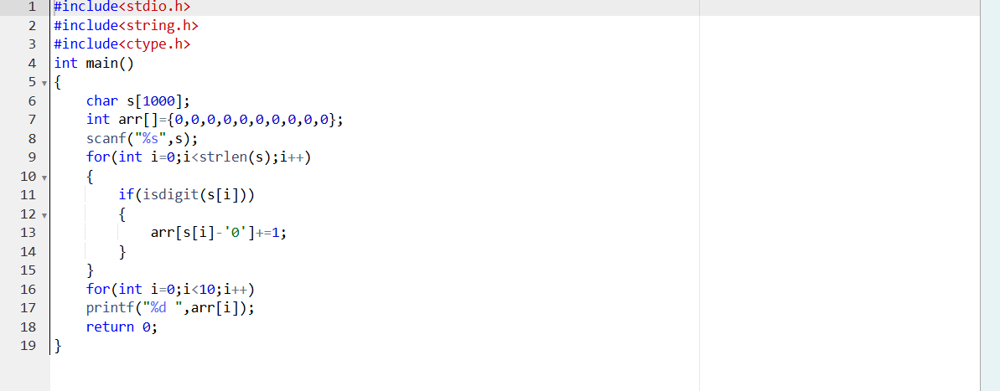 1 #include<stdio.h>
2 #include<string.h>
3 #include<ctype.h>
4 int main()
5 {
6 char s[1000];
7 int arr[]={0,0,0,0,0,0,0,0,0,0};
8 scanf("%s",s);
9 for(int i=0;i<strlen(s);i++)
10 {
11 if(isdigit(s[i]))
12 {
13 arr[s[i]-'0']+=1;
14 }
15 }
16 for(int i=0;i<10;i++)
17 printf("%d ",arr[i]);
18 return 0;
19 }